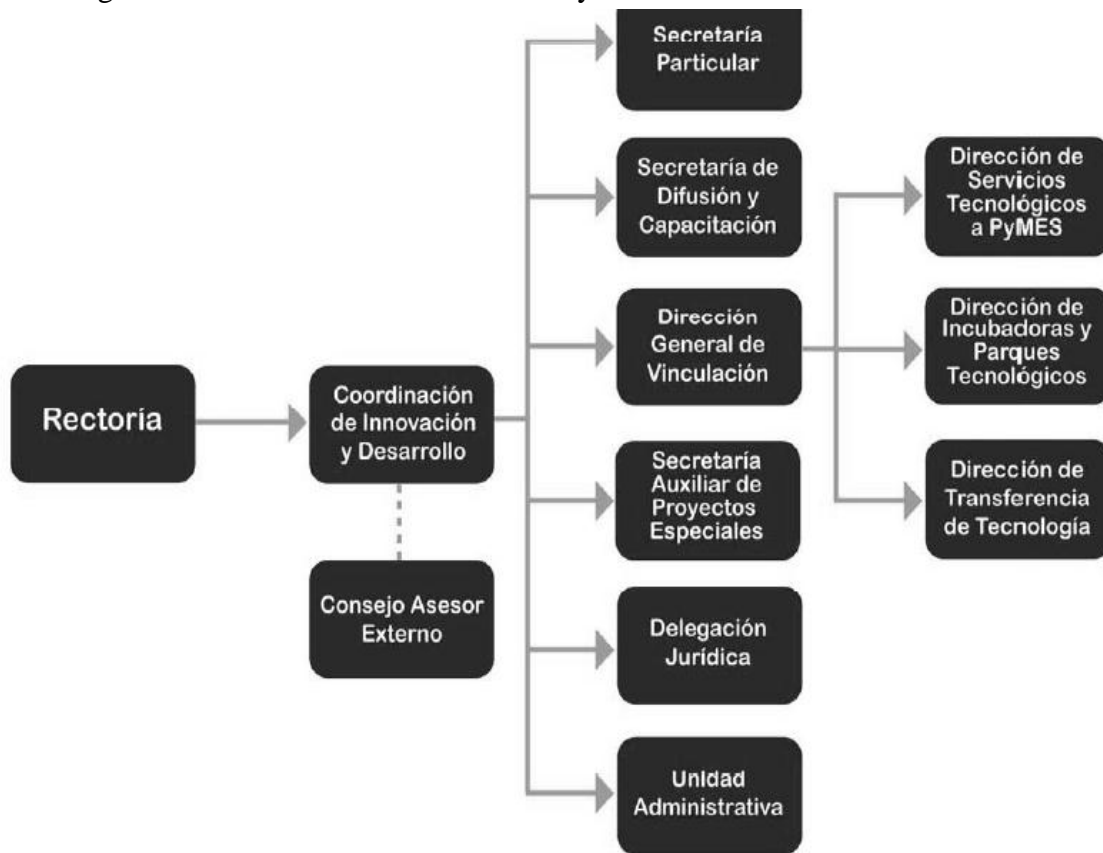 Secretaría
Particular
Secretaría de
Difusión y
Capacitación
Dirección
General de
Vinculación
Secretaría
Auxiliar de
Proyectos
Especiales
Delegación
Jurídica
Unidad
Administrativa
Dirección de
Servicios
Tecnológicos
a PyMES
Dirección de
Incubadoras y
Parques
Tecnológicos
Dirección de
Transferencia
de Tecnología
Rectoría
Coordinación
de Innovación
y Desarrollo
Consejo Asesor
Externo